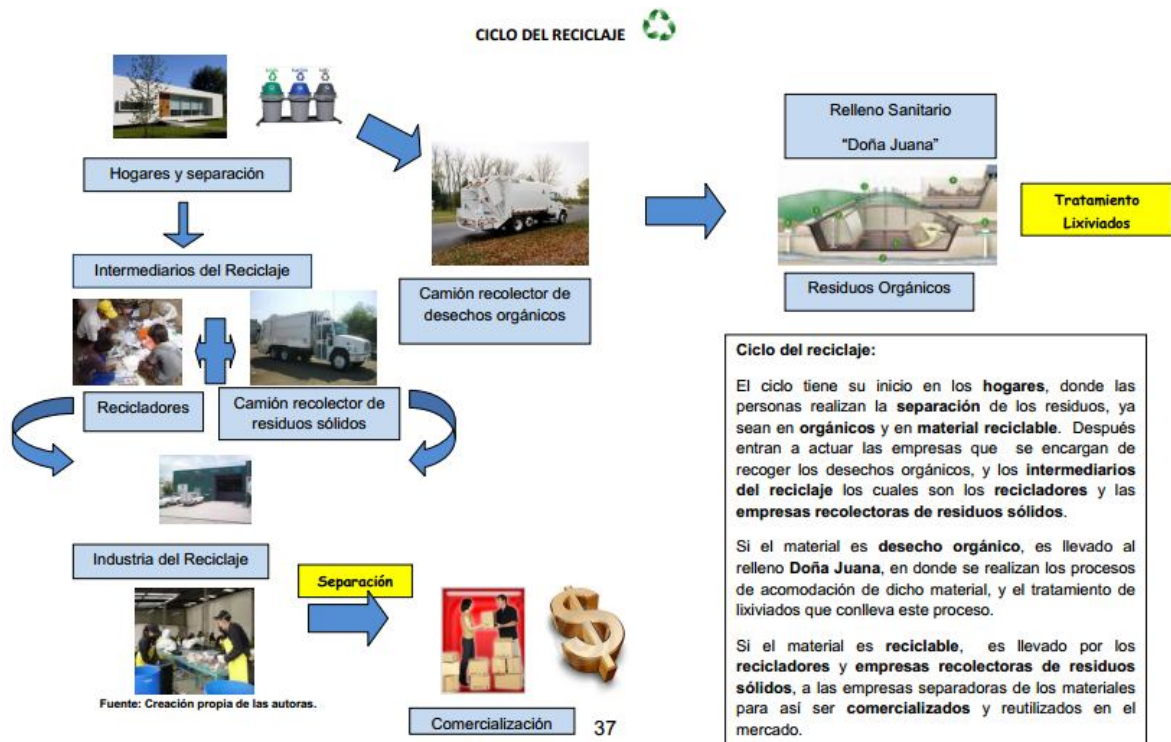 CICLO DEL RECICLAJE
Hogares y separación
Intermediarios del Reciclaje
Recicladores
Camión recolector de
residuos sólidos
Camión recolector de
desechos orgánicos
Relleno Sanitario
"Doña Juana"
Residuos Orgánicos
Tratamiento
Lixiviados
Industria del Reciclaje
Separación
Fuente: Creación propia de las autoras.
Comercialización
37
Ciclo del reciclaje:
El ciclo tiene su inicio en los hogares, donde las
personas realizan la separación de los residuos, ya
sean en orgánicos y en material reciclable. Después
entran a actuar las empresas que se encargan de
recoger los desechos orgánicos, y los intermediarios
del reciclaje los cuales son los recicladores y las
empresas recolectoras de residuos sólidos.
Si el material es desecho orgánico, es llevado al
relleno Doña Juana, en donde se realizan los procesos
de acomodación de dicho material, y el tratamiento de
lixiviados que conlleva este proceso.
Si el material es reciclable, es llevado por los
recicladores y empresas recolectoras de residuos
sólidos, a las empresas separadoras de los materiales
para así ser comercializados y reutilizados en el
mercado.